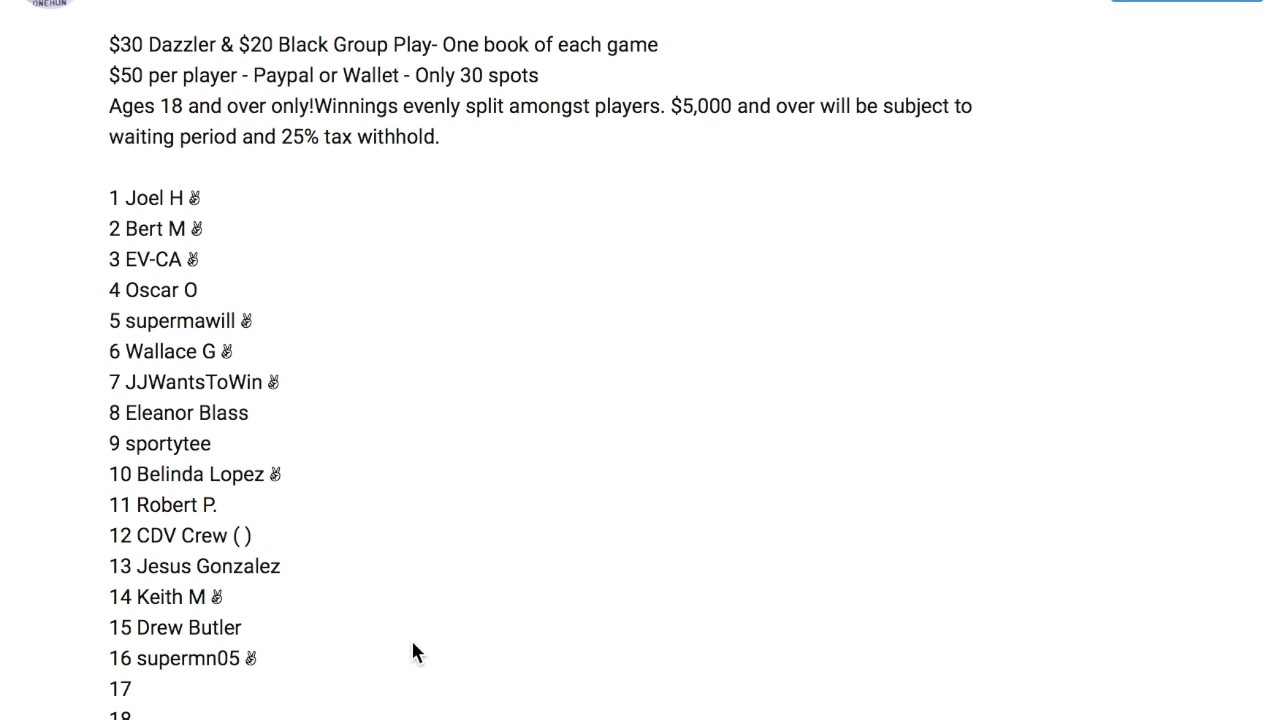 ONEHUN
$30 Dazzler & $20 Black Group Play- One book of each game
$50 per player - Paypal or Wallet - Only 30 spots
Ages 18 and over only!Winnings evenly split amongst players. $5,000 and over will be subject to
waiting period and 25% tax withhold.
1 Joel H ✌
2 Bert M ✌
3 EV-CA ✌
4 Oscar O
5 supermawill ✌
6 Wallace G ✌
7 JJWantsToWin ✌
8 Eleanor Blass
9 sportytee
10 Belinda Lopez ✌
11 Robert P.
12 CDV Crew ( )
13 Jesus Gonzalez
14 Keith M ✌
15 Drew Butler
16 supermn05 ✌
17
18